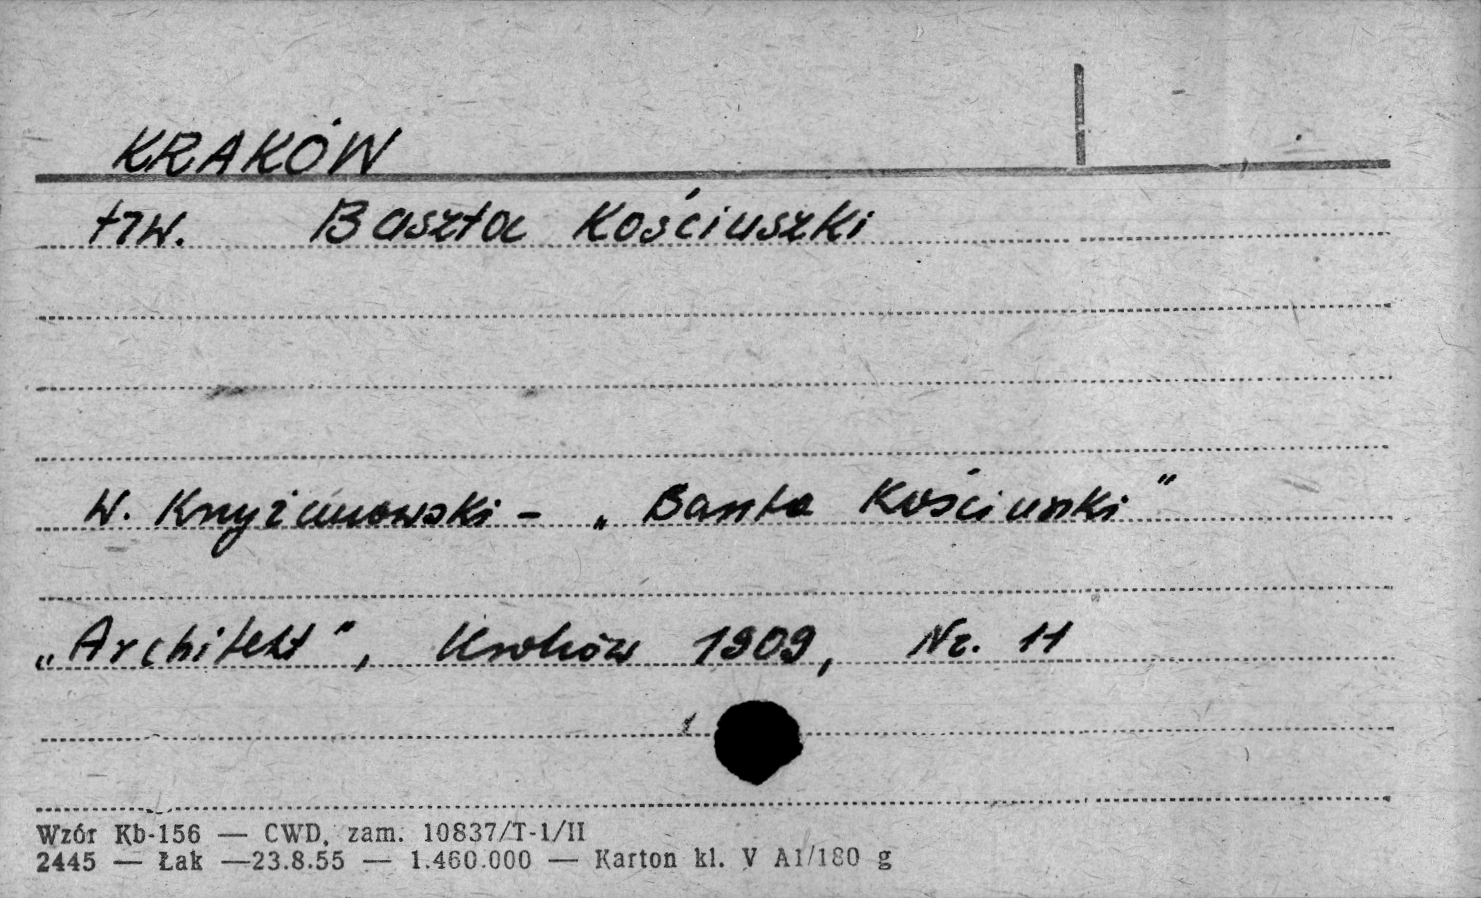 KRAKÓW
tzw. Baszta Kościuszki
W. Krzyżanowski - „Baszta Kościuszki"
„Architekt", Kraków 1909, Nr. 11
Wzór Kb-156 — CWD, zam. 10837/T-1/II
2445 — Łak —23.8.55 — 1.460.000 — Karton kl. V A1/180 g